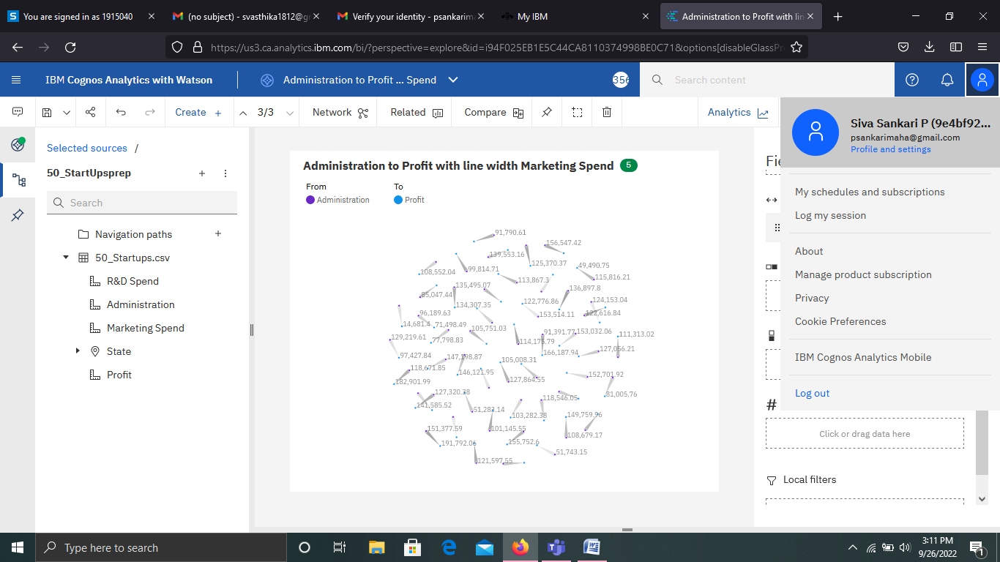 You are signed in as 1915040
(no subject) - svasthika1812@g
Verify your identity - psankarima
My IBM
Administration to Profit with lin
https://us3.ca.analytics.ibm.com/bi/?perspective=explore&id=i94F025EB1E5C44CA8110374998BE0C71&options[disableGlassPr
IBM Cognos Analytics with Watson
Administration to Profit ... Spend
356
Search content
Create
3/3
Network
Related
Compare
Analytics
Siva Sankari P (9e4bf92...
psankarimaha@gmail.com
Profile and settings
My schedules and subscriptions
Log my session
About
Manage product subscription
Privacy
Cookie Preferences
IBM Cognos Analytics Mobile
Log out
Selected sources /
50_StartUpsprep
Search
Navigation paths
50_Startups.csv
R&D Spend
Administration
Marketing Spend
State
Profit
Administration to Profit with line width Marketing Spend 5
From
To
Administration
Profit
91,790.61
156,547.42
139,553.16
125,370.37
49,490.75
108,552.04
99,814.71
115,816.21
113,867.3
135,495.07
136,897.8
85,047.44
124,153.04
122,776.86
134,307.35
96,189.63
153,514.11
122,616.84
14,681.4
71,498.49
105,751.03
91,391.77
153,032.06
111,313.02
129,219.61
77,798.83
114,175.79
127,056.21
97,427.84
147,198.87
166,187.94
105,008.31
118,671.85
146,121.95
152,701.92
182,901.99
127,864.55
127,320.38
81,005.76
118,546.05
141,585.52
51,283.14
103,282.38
149,759.96
151,377.59
101,145.55
108,679.17
191,792.06
155,752.6
51,743.15
121,597.55
Fie
#
Click or drag data here
Local filters
Type here to search
3:11 PM
9/26/2022
1